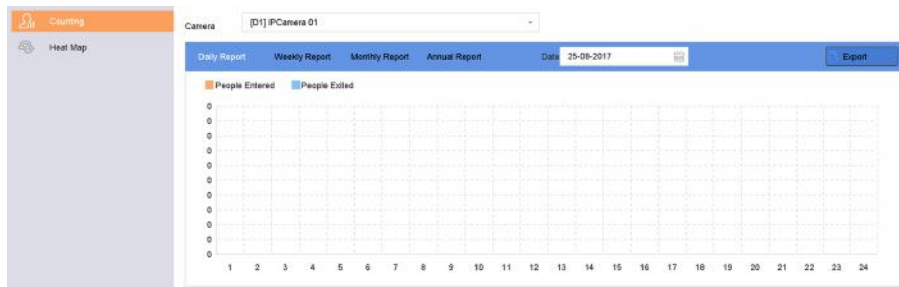 Counting
Heat Map
Camera [D1] IPCamera 01
Daily Report Weekly Report Monthly Report Annual Report Date 25-08-2017 Export
People Entered People Exited
0
0
0
0
0
0
0
0
0
0
0
1 2 3 4 5 6 7 8 9 10 11 12 13 14 15 16 17 18 19 20 21 22 23 24